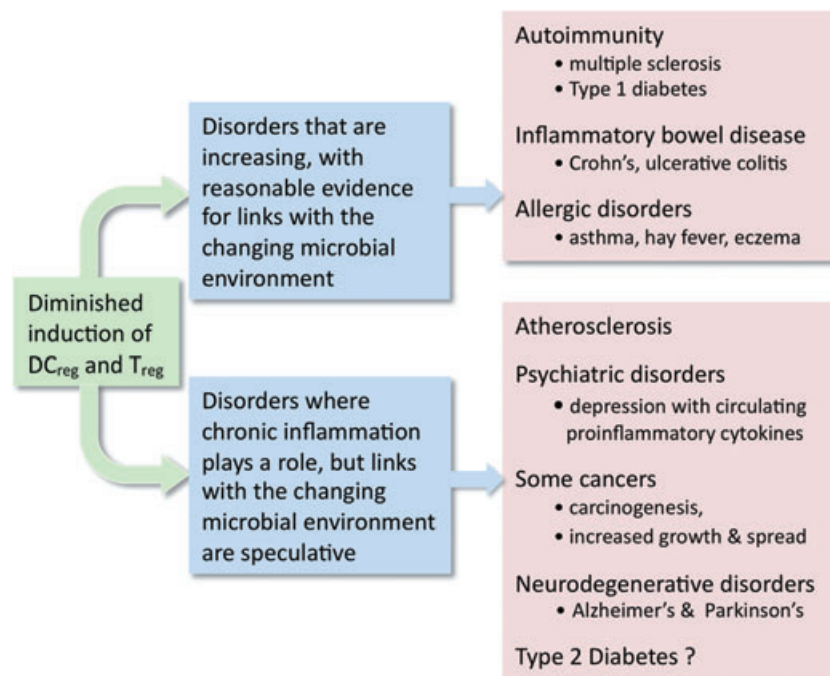 Diminished
induction of
DCreg and Treg
Disorders that are
increasing, with
reasonable evidence
for links with the
changing microbial
environment
Autoimmunity
• multiple sclerosis
• Type 1 diabetes
Inflammatory bowel disease
• Crohn's, ulcerative colitis
Allergic disorders
• asthma, hay fever, eczema
Disorders where
chronic inflammation
plays a role, but links
with the changing
microbial environment
are speculative
Atherosclerosis
Psychiatric disorders
• depression with circulating
proinflammatory cytokines
Some cancers
• carcinogenesis,
• increased growth & spread
Neurodegenerative disorders
• Alzheimer's & Parkinson's
Type 2 Diabetes ?